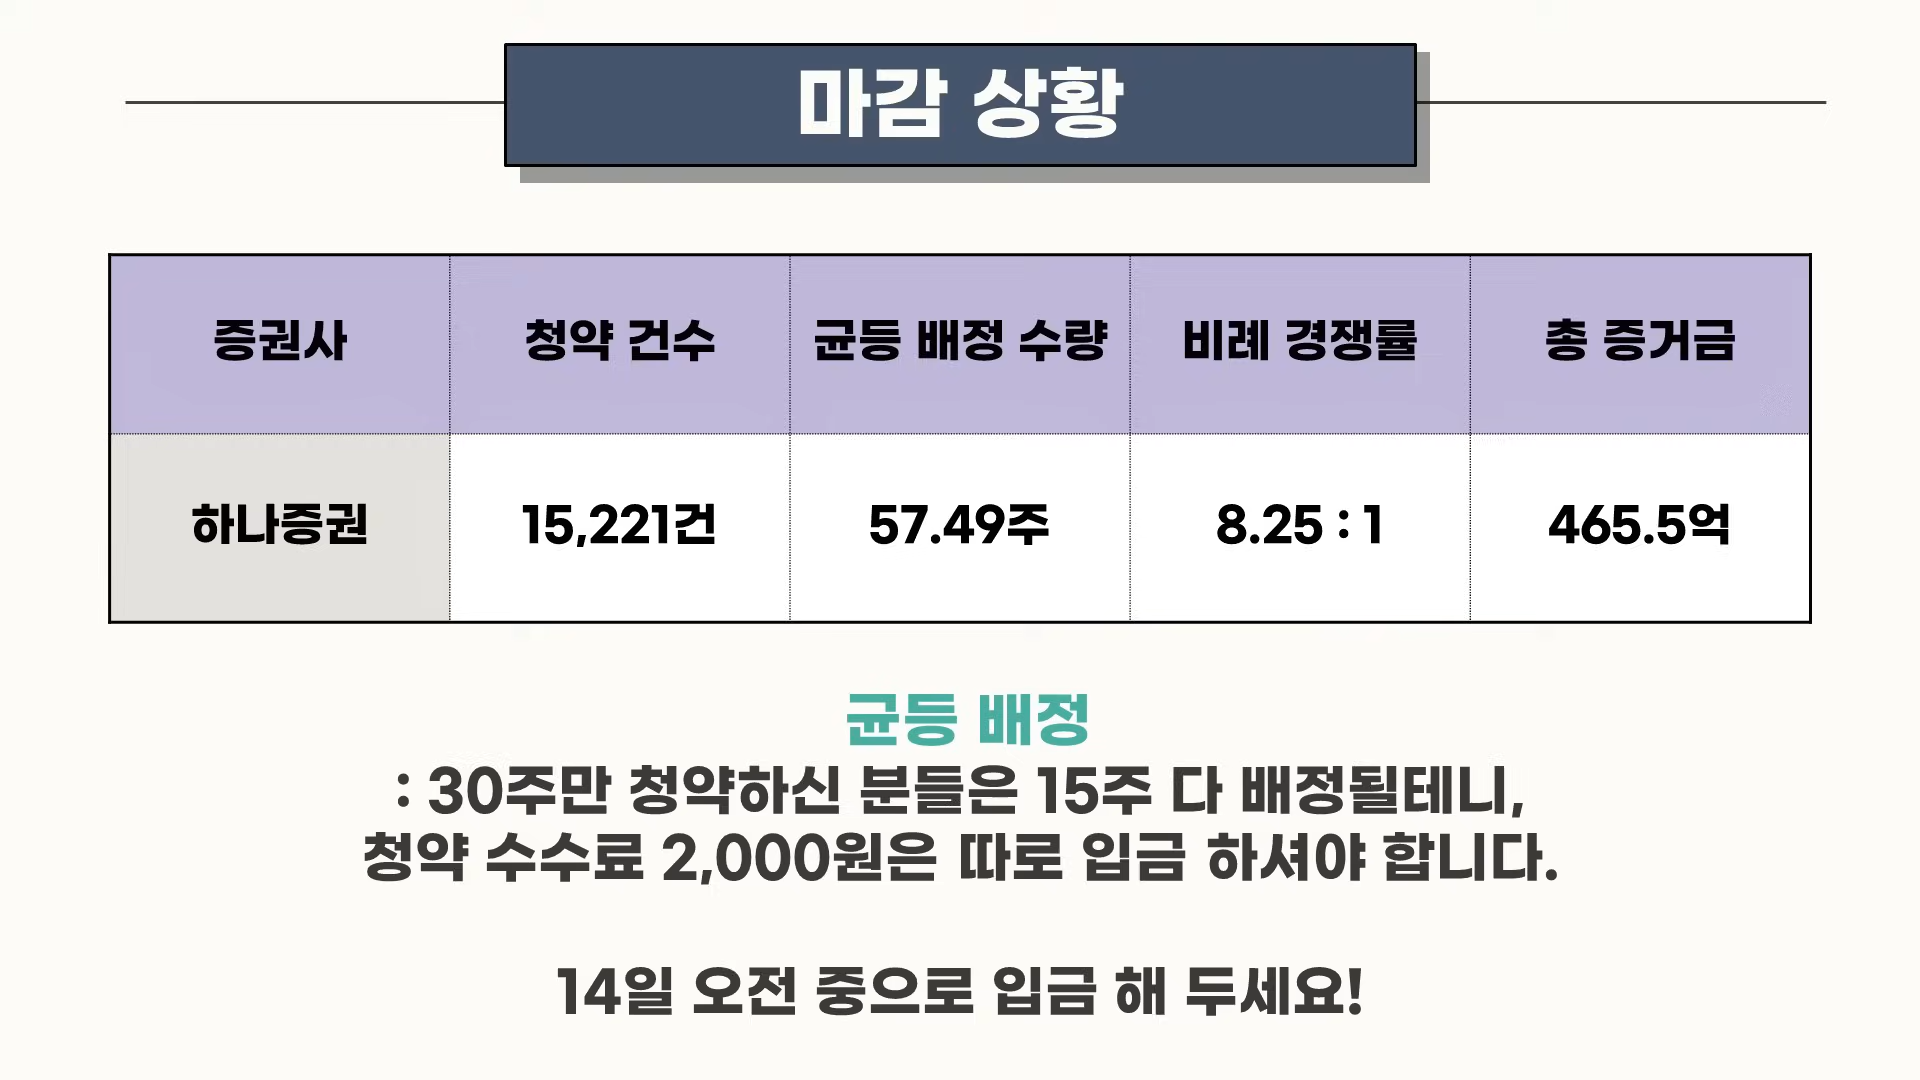 마감 상황
증권사 청약 건수 균등 배정 수량 비례 경쟁률 총 증거금
하나증권 15,221건 57.49주 8.25 : 1 465.5억
균등 배정
: 30주만 청약하신 분들은 15주 다 배정될테니,
청약 수수료 2,000원은 따로 입금 하셔야 합니다.
14일 오전 중으로 입금 해 두세요!